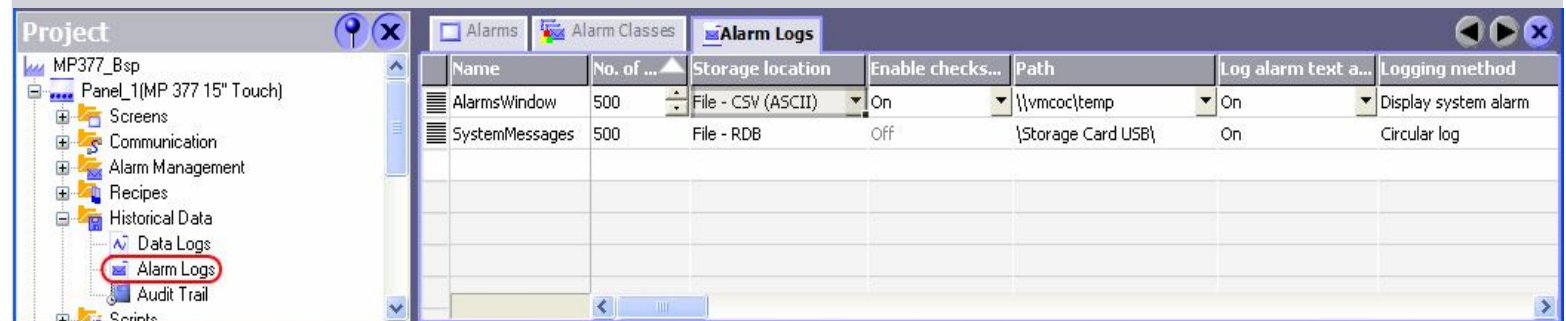 Project
MP377_Bsp
Panel_1(MP 377 15" Touch)
Screens
Communication
Alarm Management
Recipes
Historical Data
Data Logs
Alarm Logs
Audit Trail
Scripts
Alarms Alarm Classes Alarm Logs
Name No. of ... Storage location Enable checks... Path Log alarm text a... Logging method
AlarmsWindow 500 File - CSV (ASCII) On \\vmcoc\temp On Display system alarm
SystemMessages 500 File - RDB Off \Storage Card USB\ On Circular log